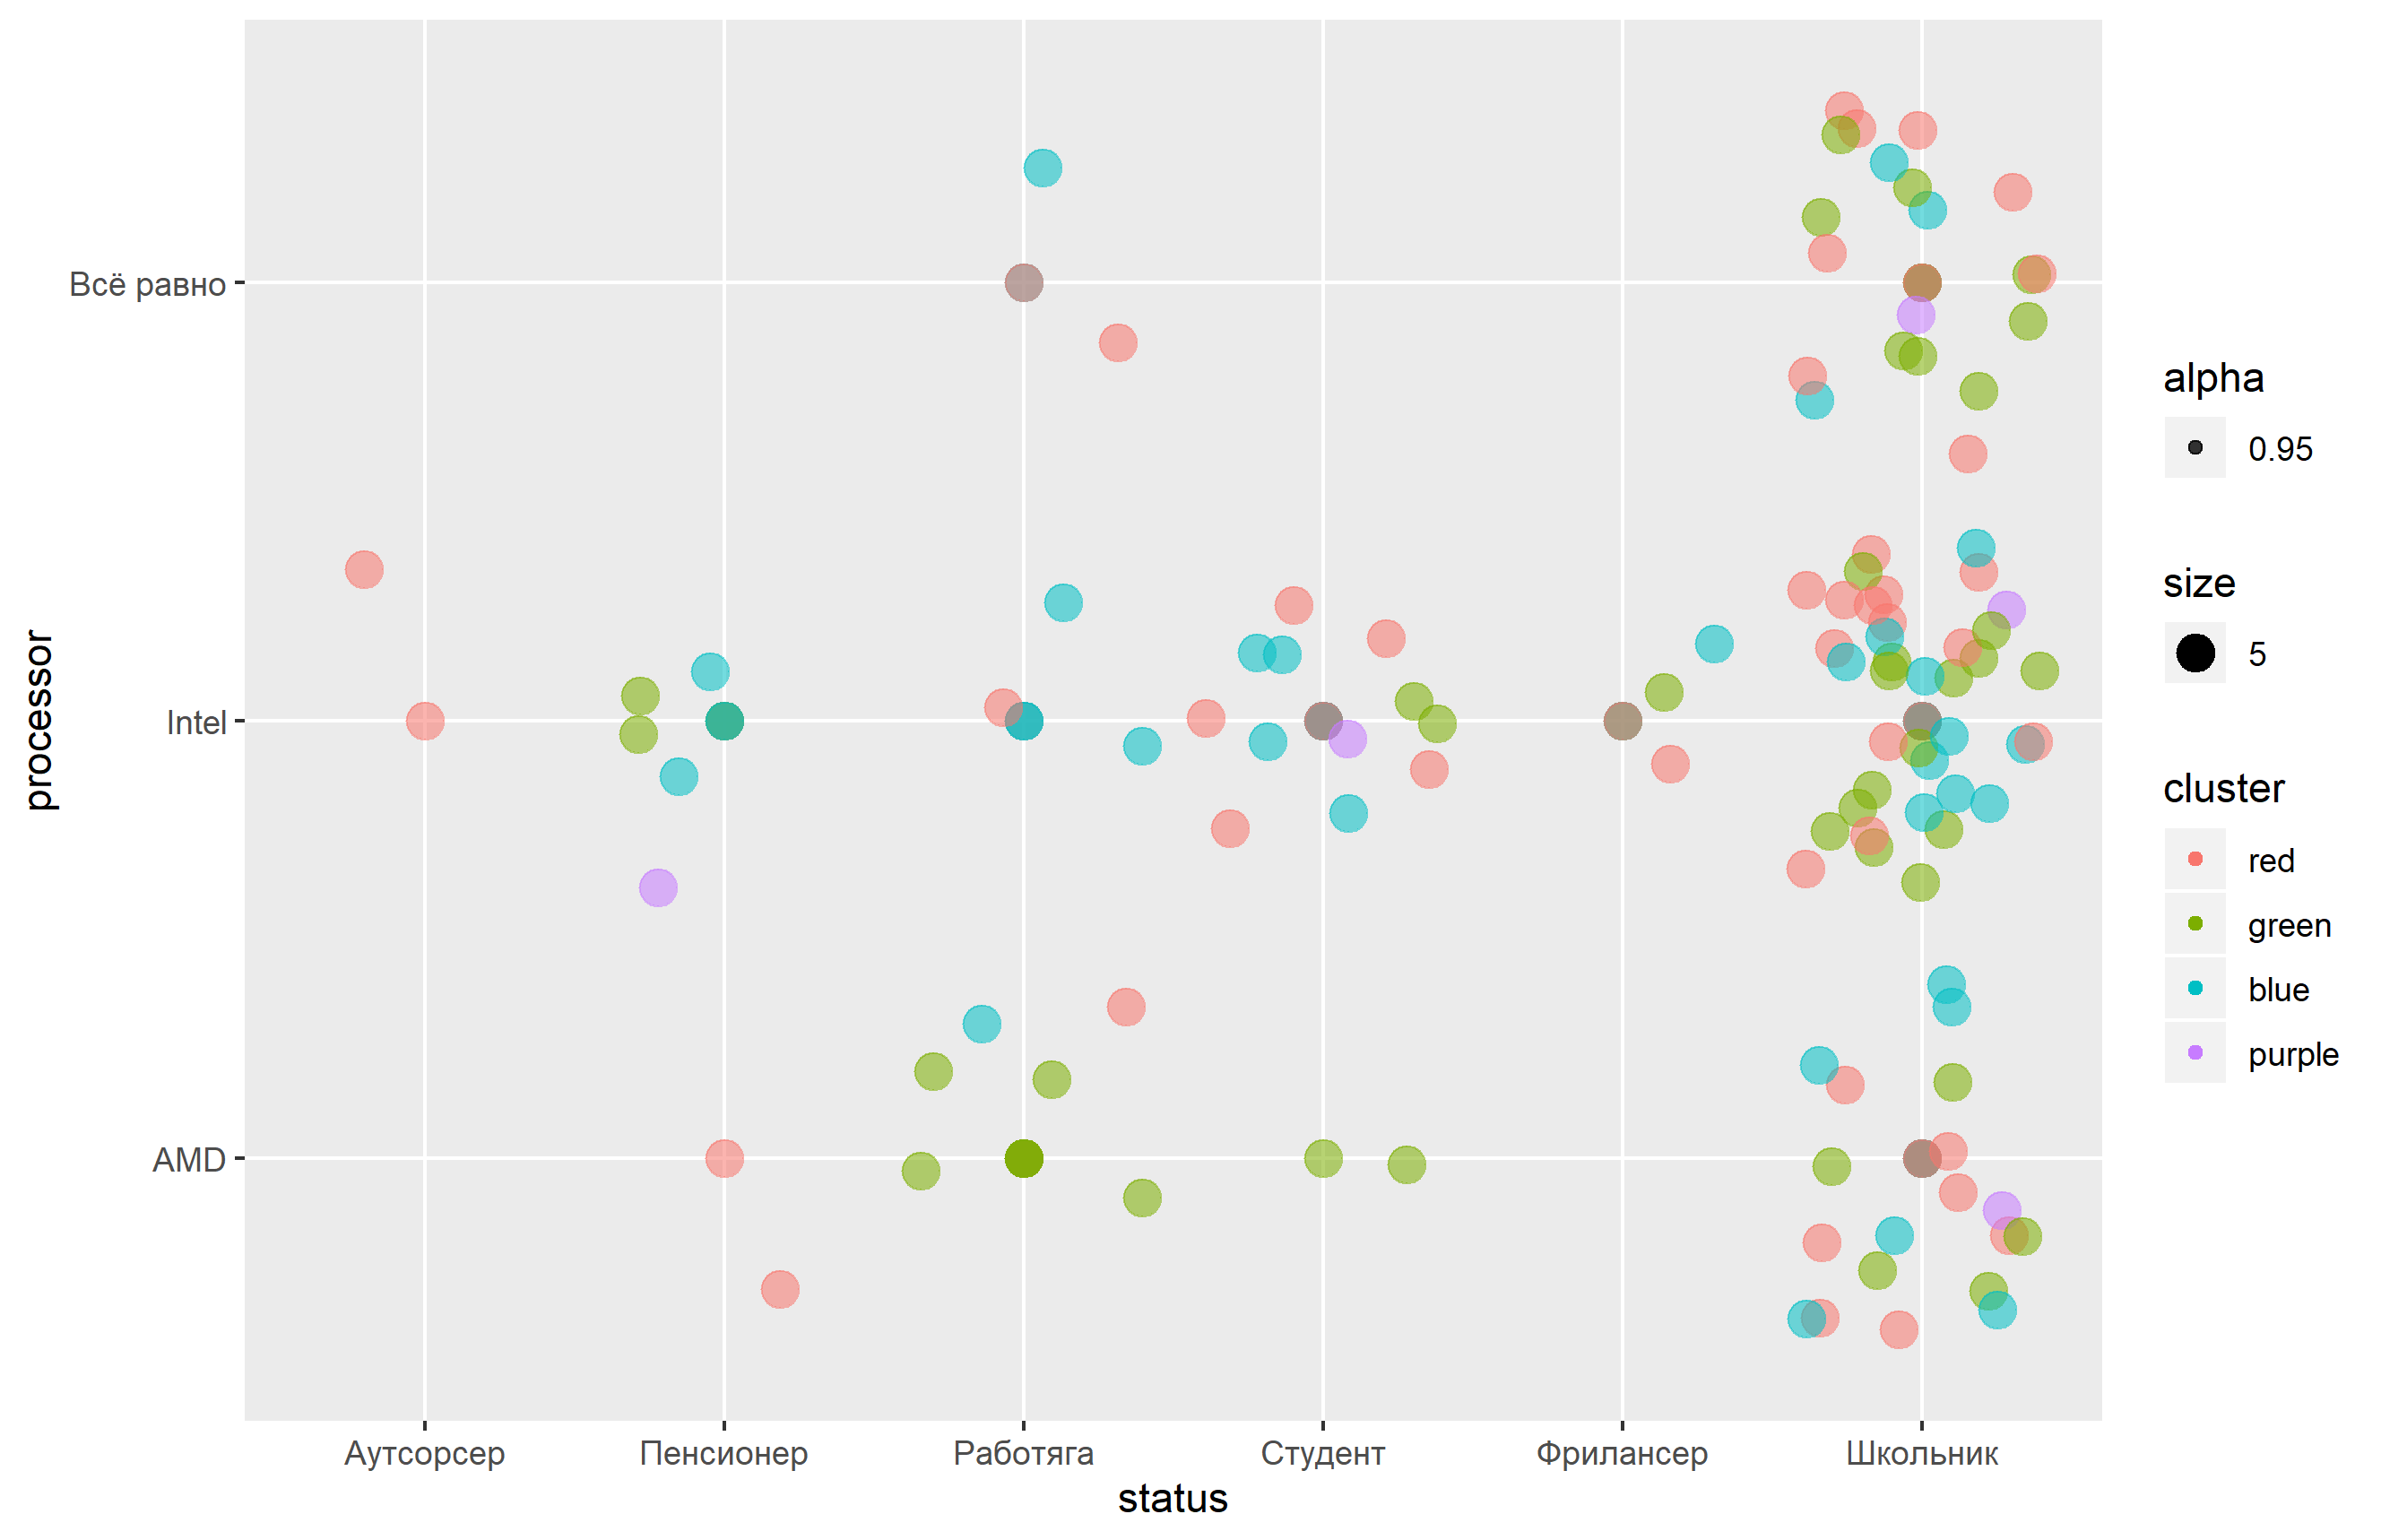 processor
Всё равно
Intel
AMD
Аутсорсер
Пенсионер
Работяга
Студент
Фрилансер
Школьник
status
alpha
0.95
size
5
cluster
red
green
blue
purple